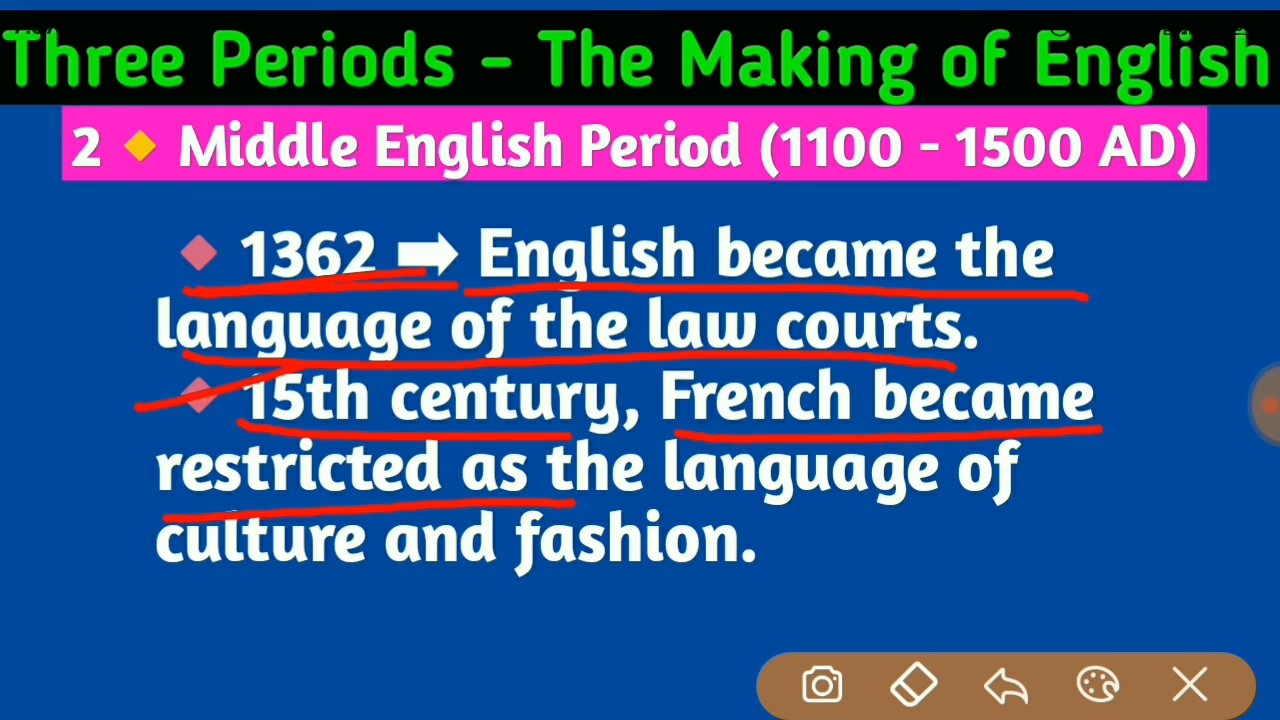 Three Periods - The Making of English
2 🔸 Middle English Period (1100 - 1500 AD)
1362 ➡ English became the
language of the law courts.
15th century, French became
restricted as the language of
culture and fashion.